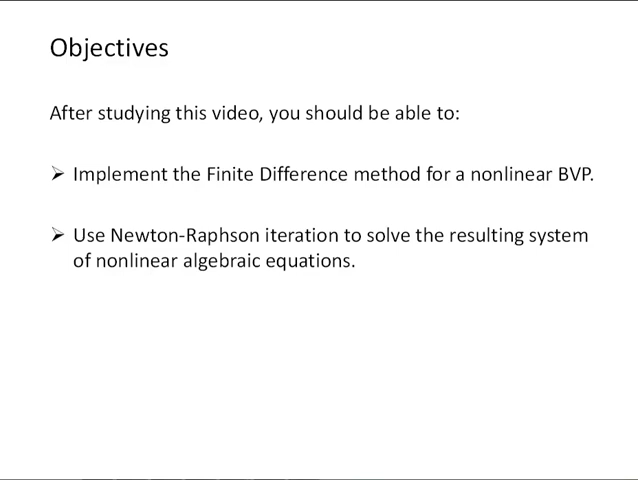 Objectives
After studying this video, you should be able to:
➢ Implement the Finite Difference method for a nonlinear BVP.
➢ Use Newton-Raphson iteration to solve the resulting system
of nonlinear algebraic equations.